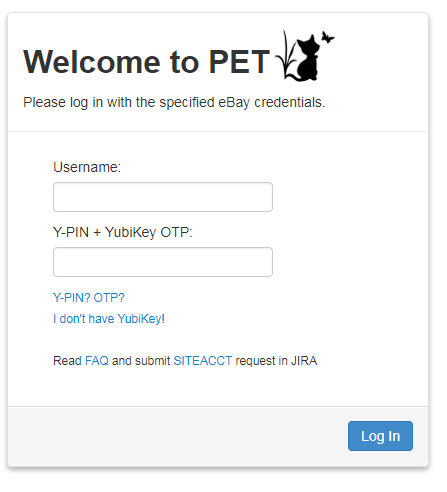 Welcome to PET
Please log in with the specified eBay credentials.
Username:
Y-PIN + YubiKey OTP:
Y-PIN? OTP?
I don't have YubiKey!
Read FAQ and submit SITEACCT request in JIRA
Log In